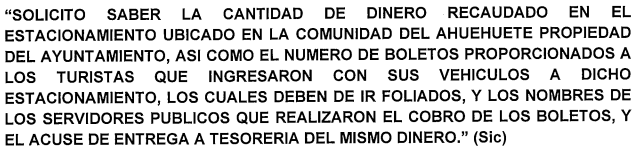 “SOLICITO SABER LA CANTIDAD DE DINERO RECAUDADO EN EL
ESTACIONAMIENTO UBICADO EN LA COMUNIDAD DEL AHUEHUETE PROPIEDAD
DEL AYUNTAMIENTO, ASI COMO EL NUMERO DE BOLETOS PROPORCIONADOS A
LOS TURISTAS QUE INGRESARON CON SUS VEHICULOS A DICHO
ESTACIONAMIENTO, LOS CUALES DEBEN DE IR FOLIADOS, Y LOS NOMBRES DE
LOS SERVIDORES PUBLICOS QUE REALIZARON EL COBRO DE LOS BOLETOS, Y
EL ACUSE DE ENTREGA A TESORERIA DEL MISMO DINERO.” (Sic)